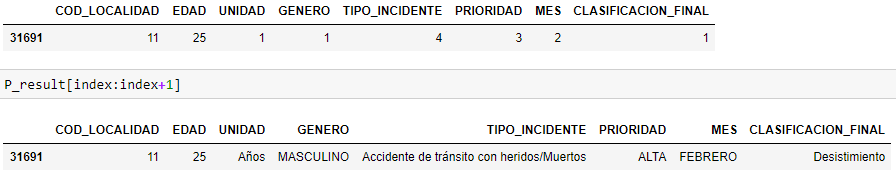 COD_LOCALIDAD EDAD UNIDAD GENERO TIPO_INCIDENTE PRIORIDAD MES CLASIFICACION_FINAL
31691 11 25 1 1 4 3 2 1
P_result[index:index+1]
COD_LOCALIDAD EDAD UNIDAD GENERO TIPO_INCIDENTE PRIORIDAD MES CLASIFICACION_FINAL
31691 11 25 Años MASCULINO Accidente de tránsito con heridos/Muertos ALTA FEBRERO Desistimiento